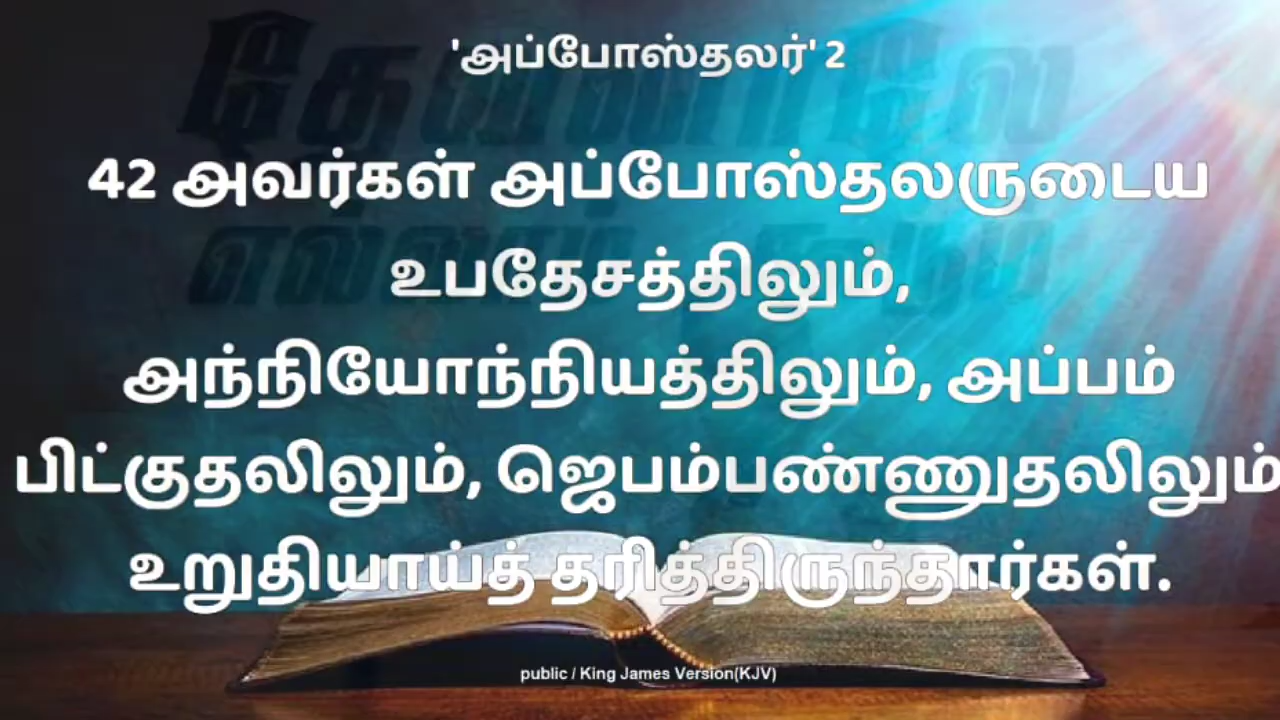 'அப்போஸ்தலர்' 2
42 அவர்கள் அப்போஸ்தலருடைய
உபதேசத்திலும்,
அந்நியோந்நியத்திலும், அப்பம்
பிட்குதலிலும், ஜெபம்பண்ணுதலிலும்
உறுதியாய்த் தரித்திருந்தார்கள்.
public / King James Version(KJV)